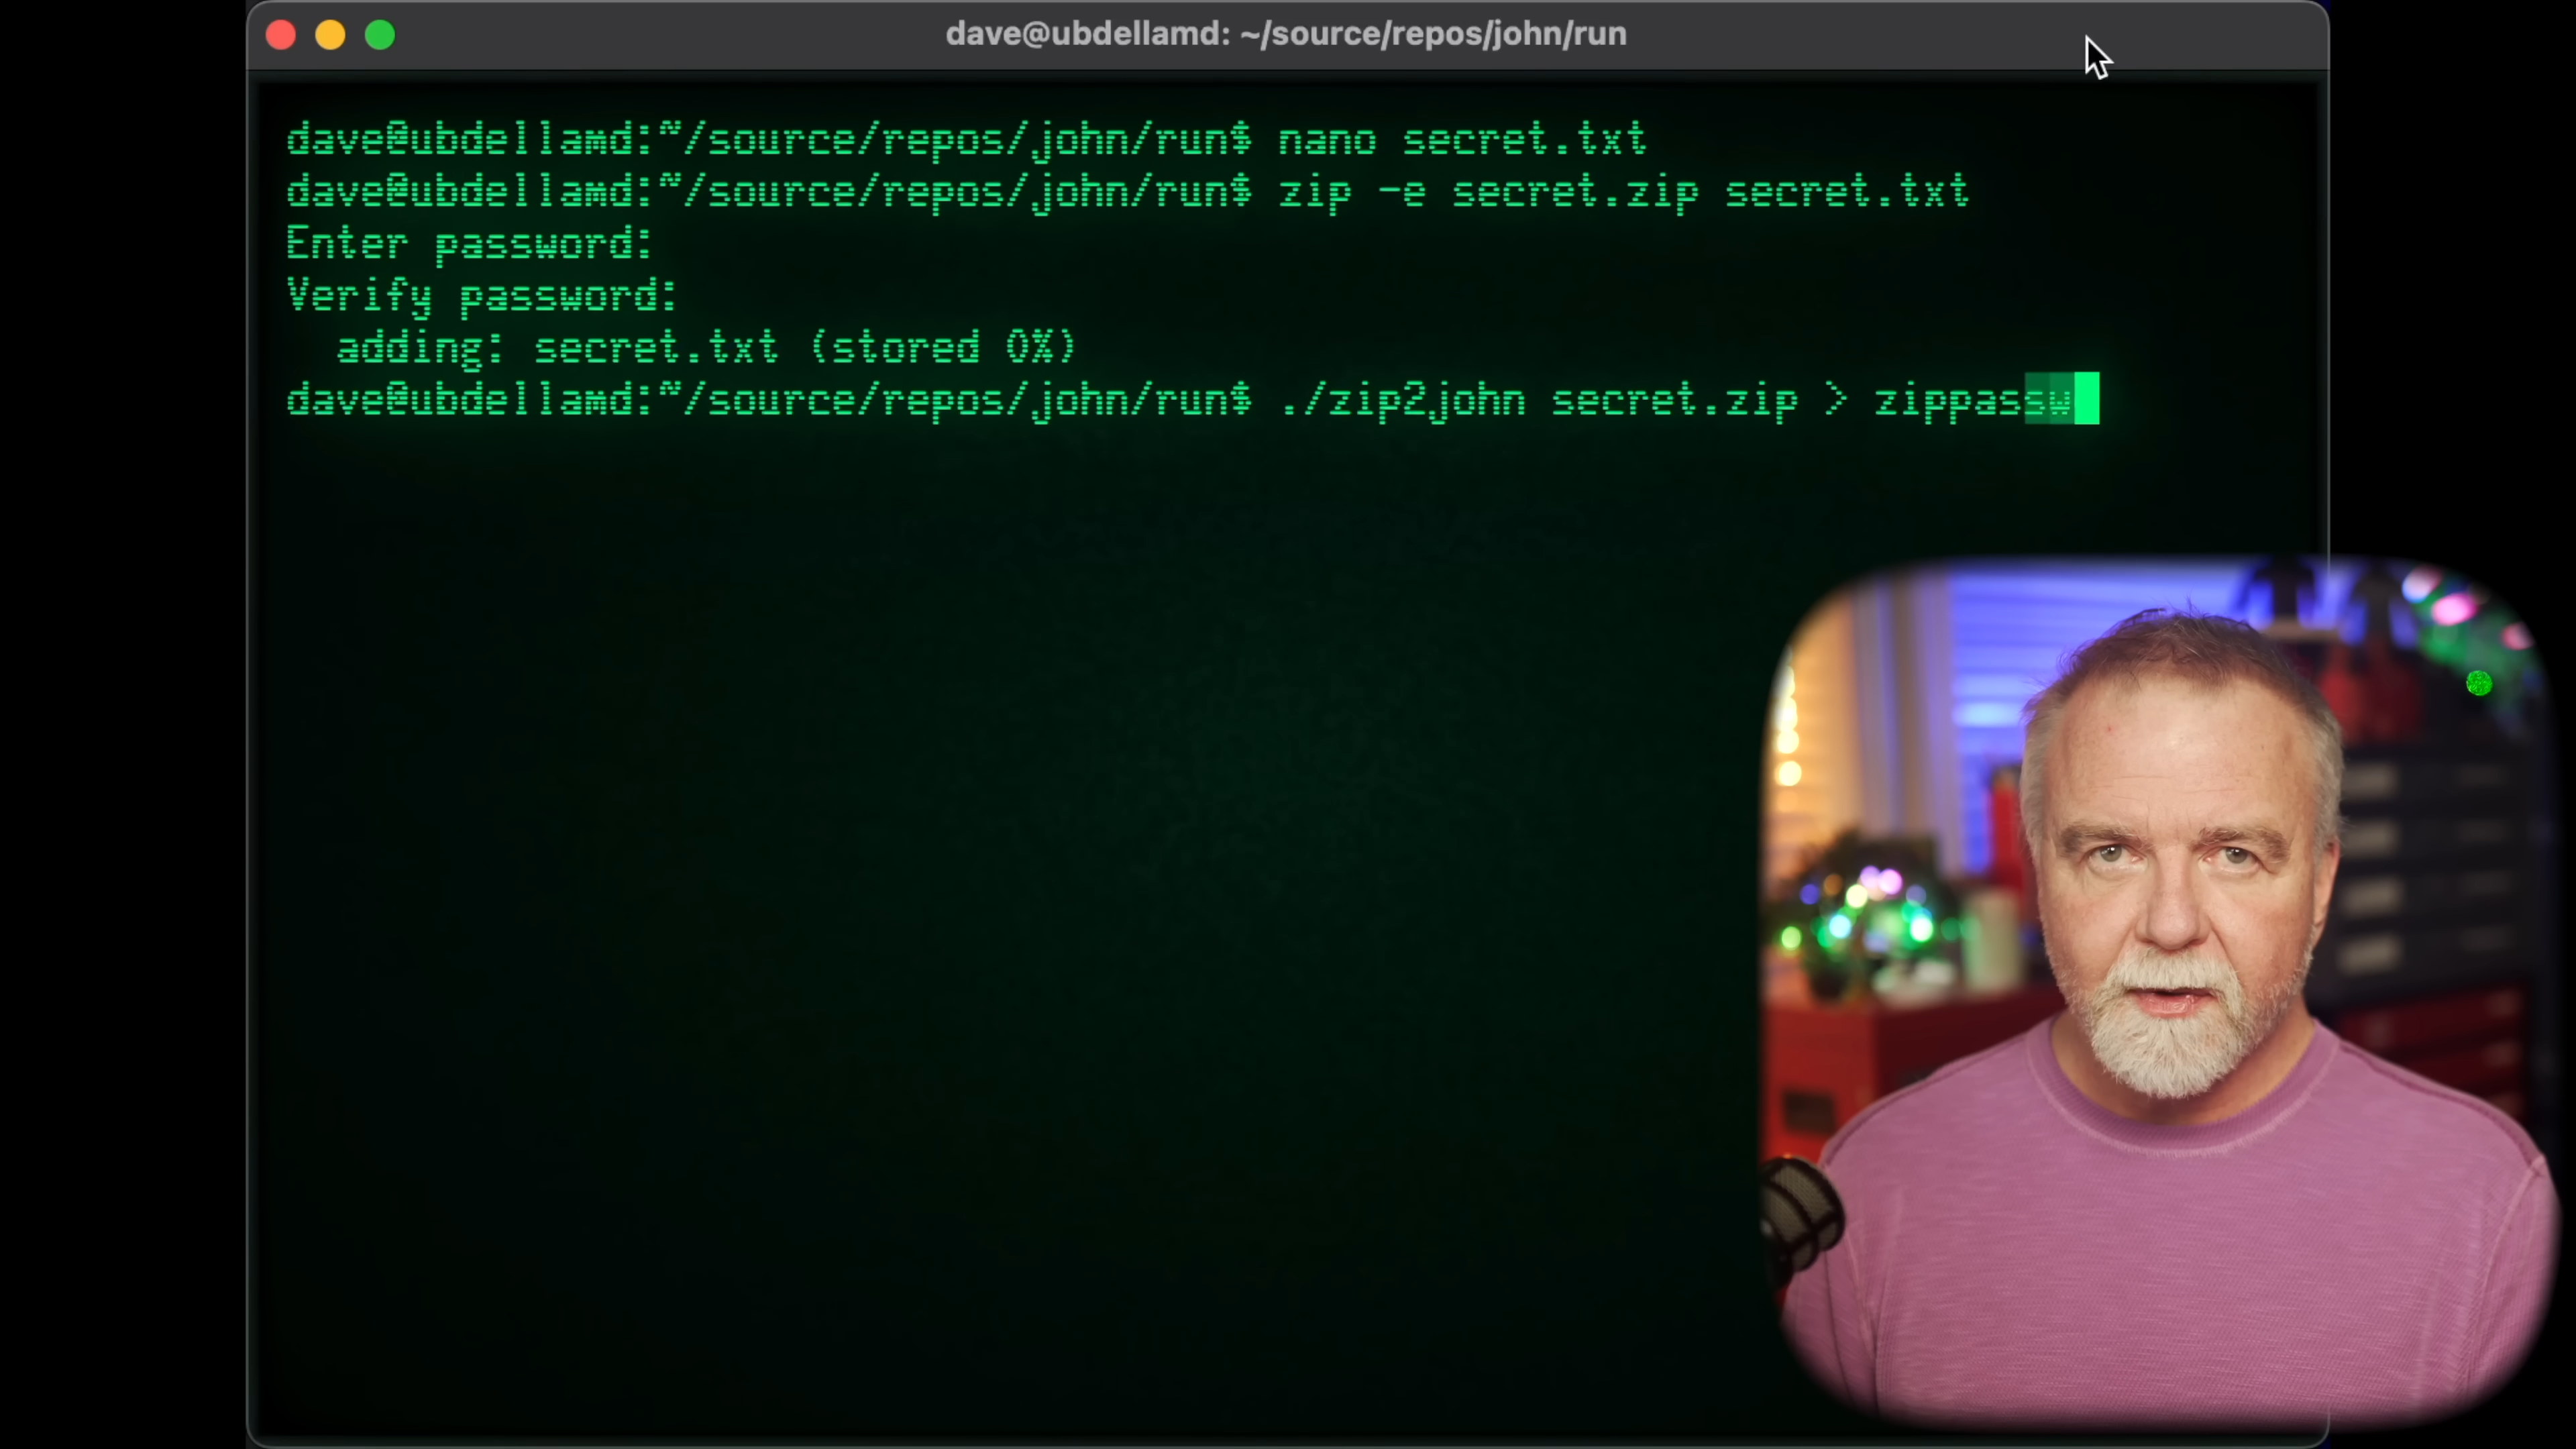 dave@ubdellamd: ~/source/repos/john/run
dave@ubdellamd:~/source/repos/john/run$ nano secret.txt
dave@ubdellamd:~/source/repos/john/run$ zip -e secret.zip secret.txt
Enter password:
Verify password:
  adding: secret.txt (stored 0%)
dave@ubdellamd:~/source/repos/john/run$ ./zip2john secret.zip > zippassw